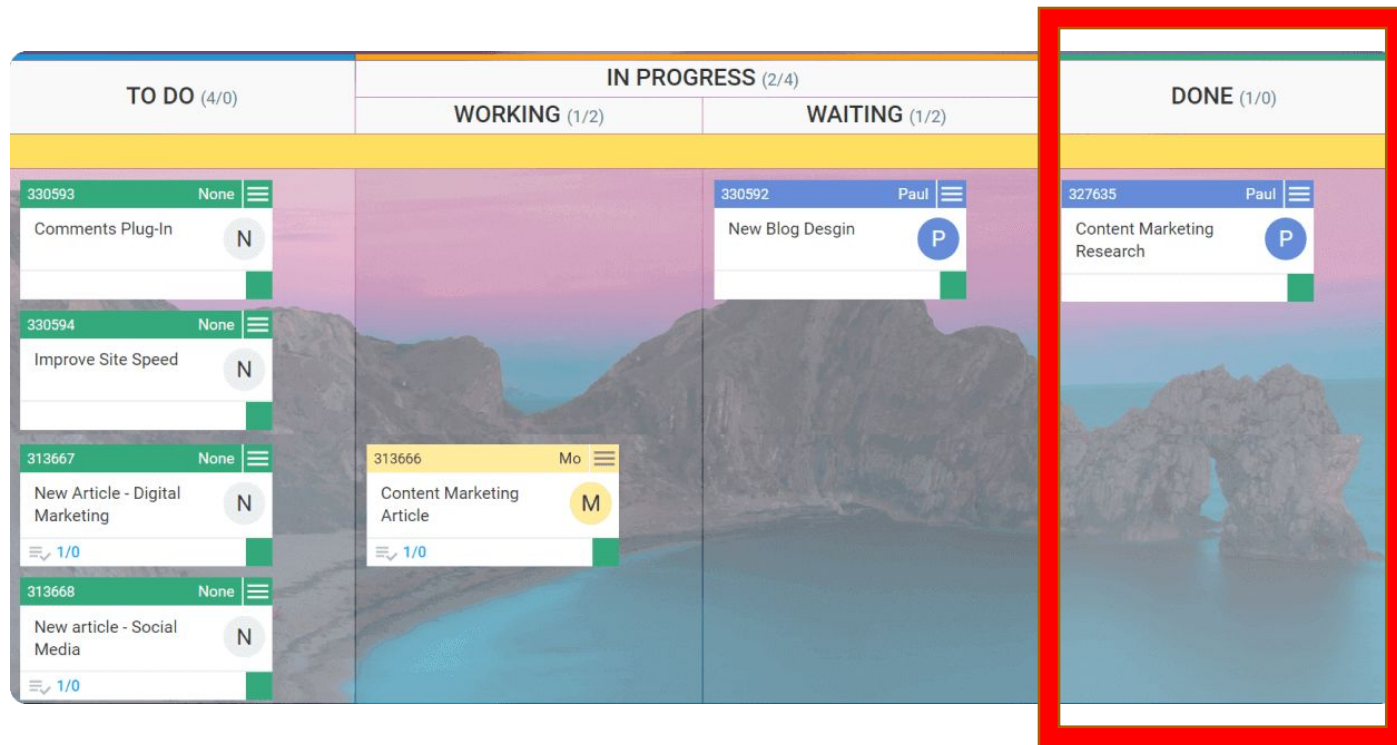 TO DO (4/0)
IN PROGRESS (2/4)
WORKING (1/2)
WAITING (1/2)
DONE (1/0)
330593 None
Comments Plug-In
N
330594 None
Improve Site Speed
N
313667 None
New Article - Digital
Marketing
N
1/0
313668 None
New article - Social
Media
N
1/0
313666 Mo
Content Marketing
Article
M
1/0
330592 Paul
New Blog Desgin
P
327635 Paul
Content Marketing
Research
P